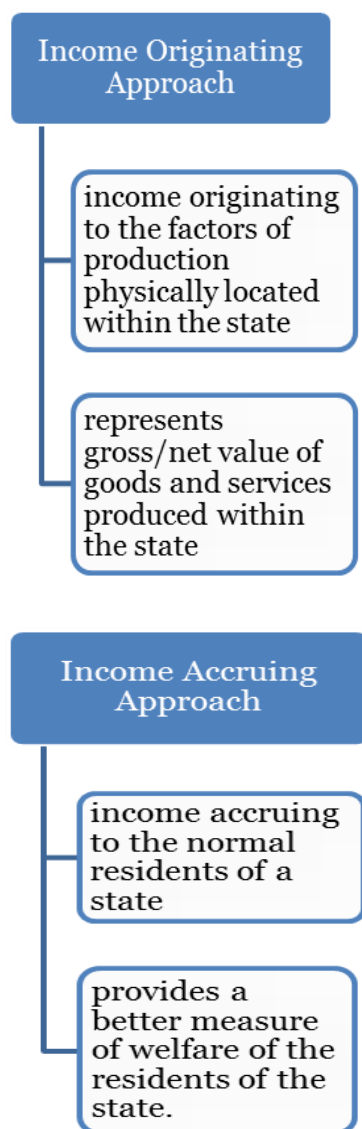 Income Originating
Approach
income originating
to the factors of
production
physically located
within the state
represents
gross/net value of
goods and services
produced within
the state
Income Accruing
Approach
income accruing
to the normal
residents of a
state
provides a
better measure
of welfare of the
residents of the
state.